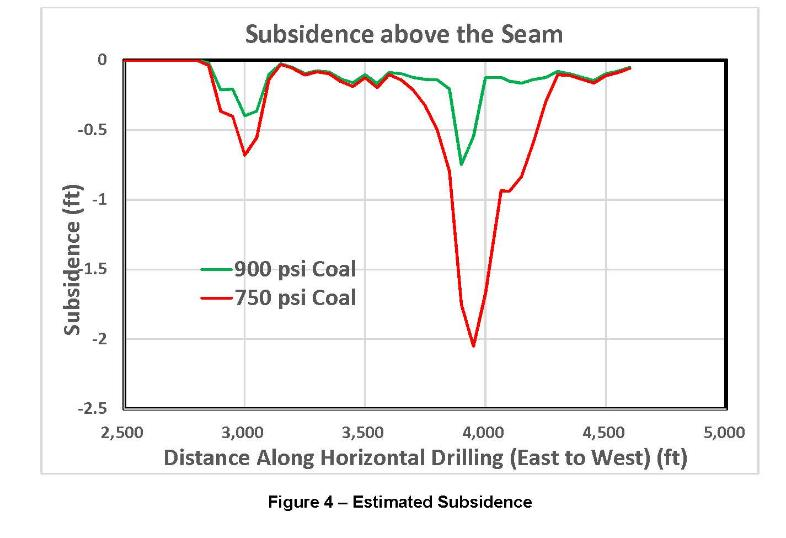 Subsidence above the Seam
0
-0.5
-1
-1.5
-2
-2.5
Subsidence (ft)
900 psi Coal
750 psi Coal
2,500 3,000 3,500 4,000 4,500 5,000
Distance Along Horizontal Drilling (East to West) (ft)
Figure 4 – Estimated Subsidence